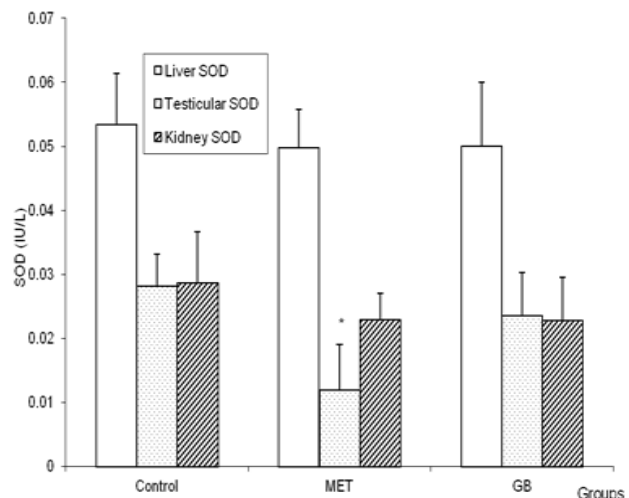 0.07
0.06
0.05
0.04
0.03
0.02
0.01
0
SOD (IU/L)
Liver SOD
Testicular SOD
Kidney SOD
*
Control
MET
GB
Groups